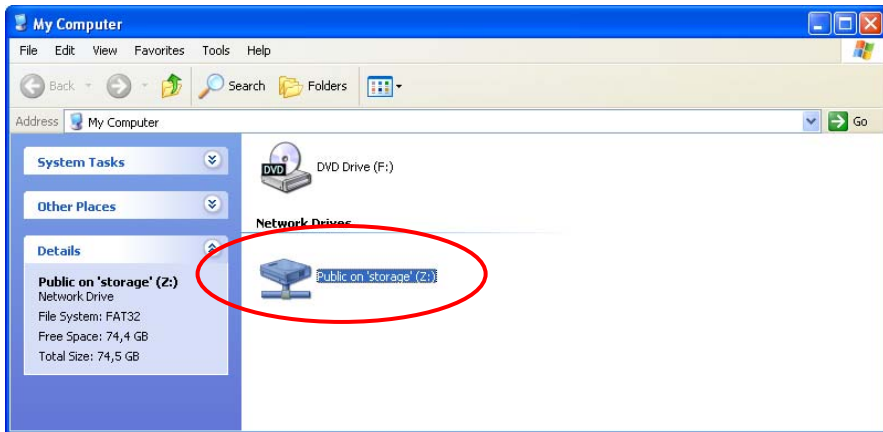 My Computer
File Edit View Favorites Tools Help
Back Search Folders
Address My Computer Go
System Tasks
Other Places
Details
Public on 'storage' (Z:)
Network Drive
File System: FAT32
Free Space: 74,4 GB
Total Size: 74,5 GB
DVD
DVD Drive (F:)
Network Drives
Public on 'storage' (Z:)